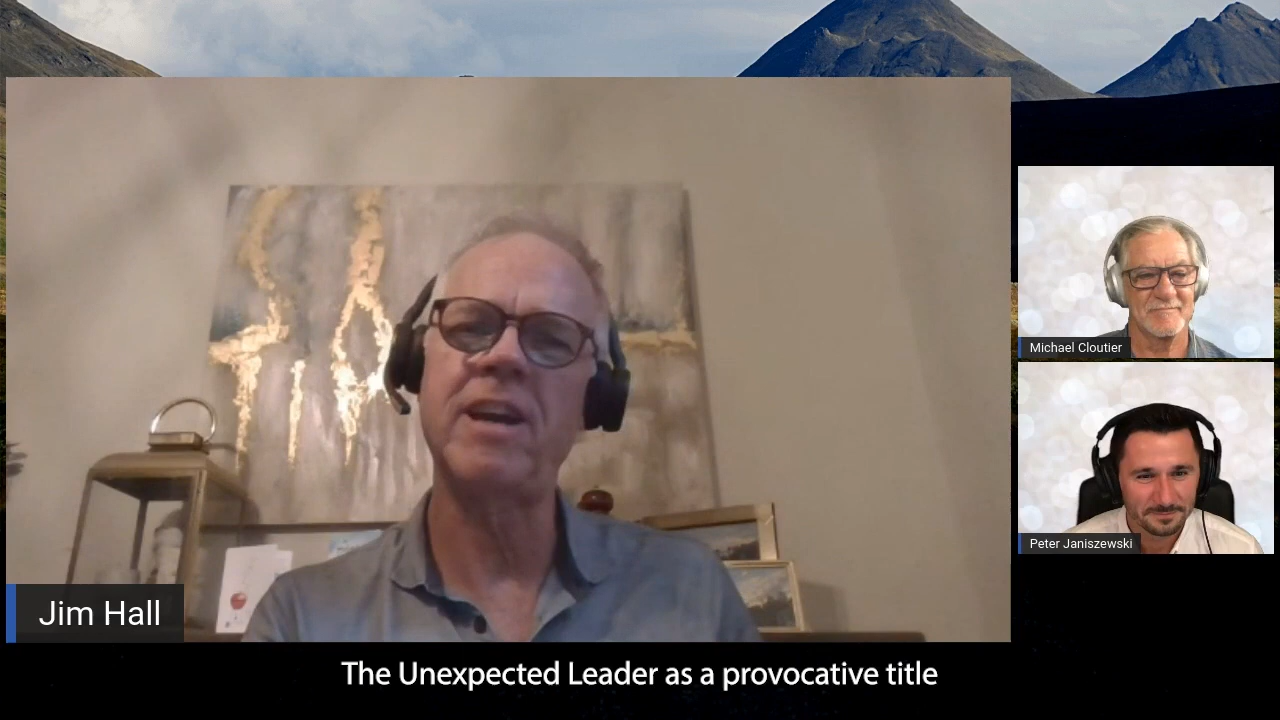 Michael Cloutier
Peter Janiszewski
Jim Hall
The Unexpected Leader as a provocative title